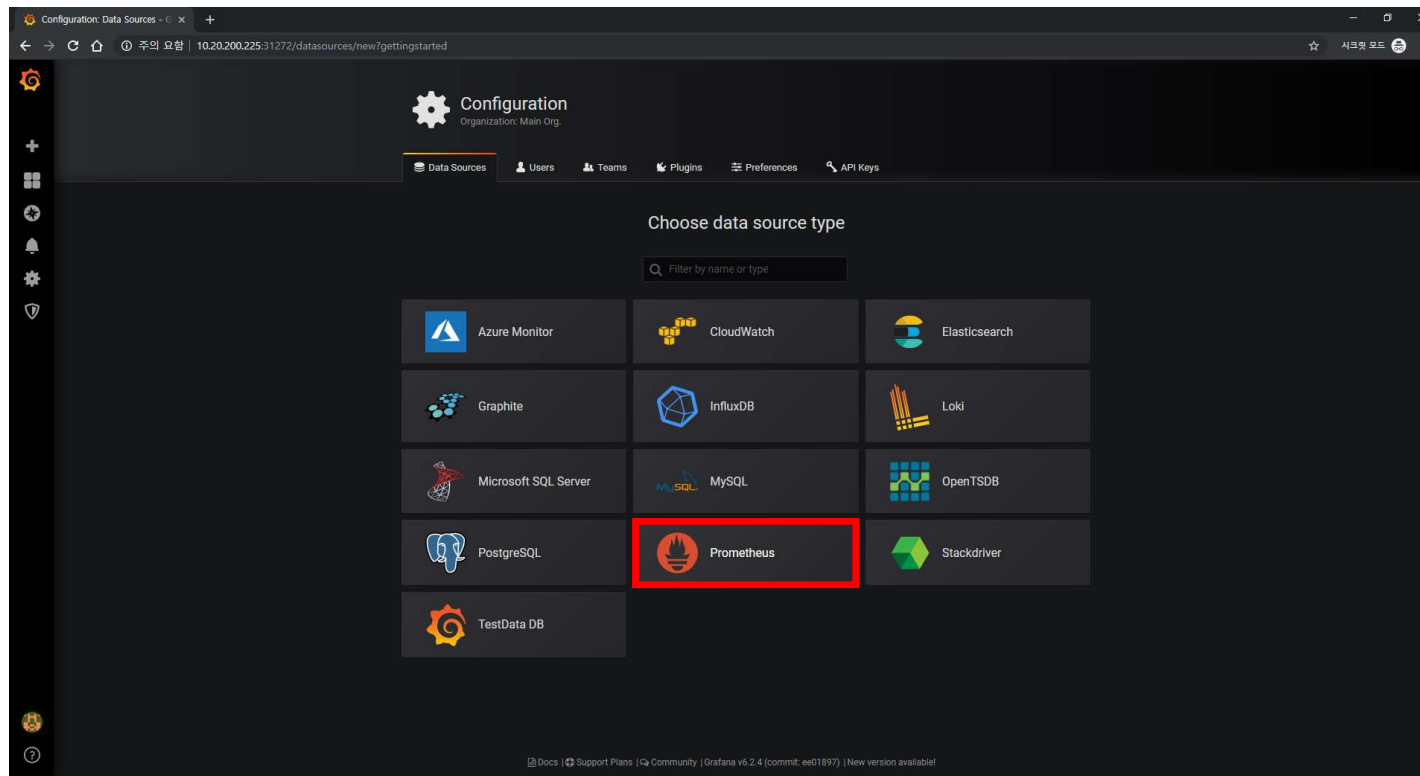 Configuration: Data Sources - G
주의 요함 | 10.20.200.225:31272/datasources/new?gettingstarted
시크릿 모드
Configuration
Organization: Main Org.
Data Sources Users Teams Plugins Preferences API Keys
Choose data source type
Filter by name or type
Azure Monitor CloudWatch Elasticsearch
Graphite InfluxDB Loki
Microsoft SQL Server MySQL MySQL OpenTSDB
PostgreSQL Prometheus Stackdriver
TestData DB
Docs | Support Plans | Community | Grafana v6.2.4 (commit: ee01897) | New version available!